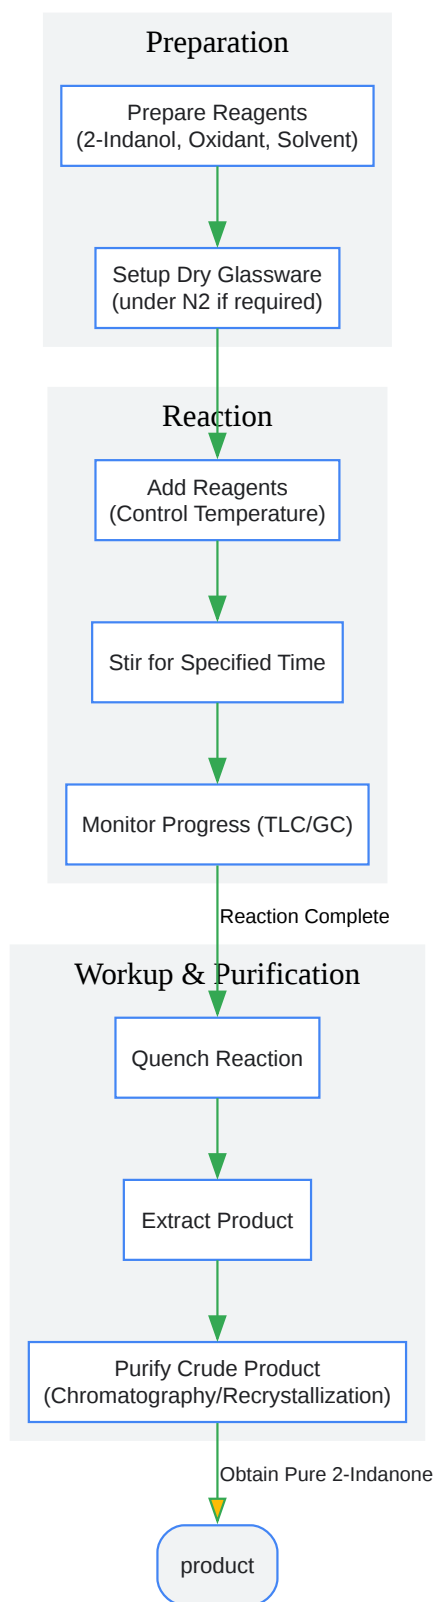 Preparation
Prepare Reagents
(2-Indanol, Oxidant, Solvent)
Setup Dry Glassware
(under N2 if required)
Reaction
Add Reagents
(Control Temperature)
Stir for Specified Time
Monitor Progress (TLC/GC)
Reaction Complete
Workup & Purification
Quench Reaction
Extract Product
Purify Crude Product
(Chromatography/Recrystallization)
Obtain Pure 2-Indanone
product